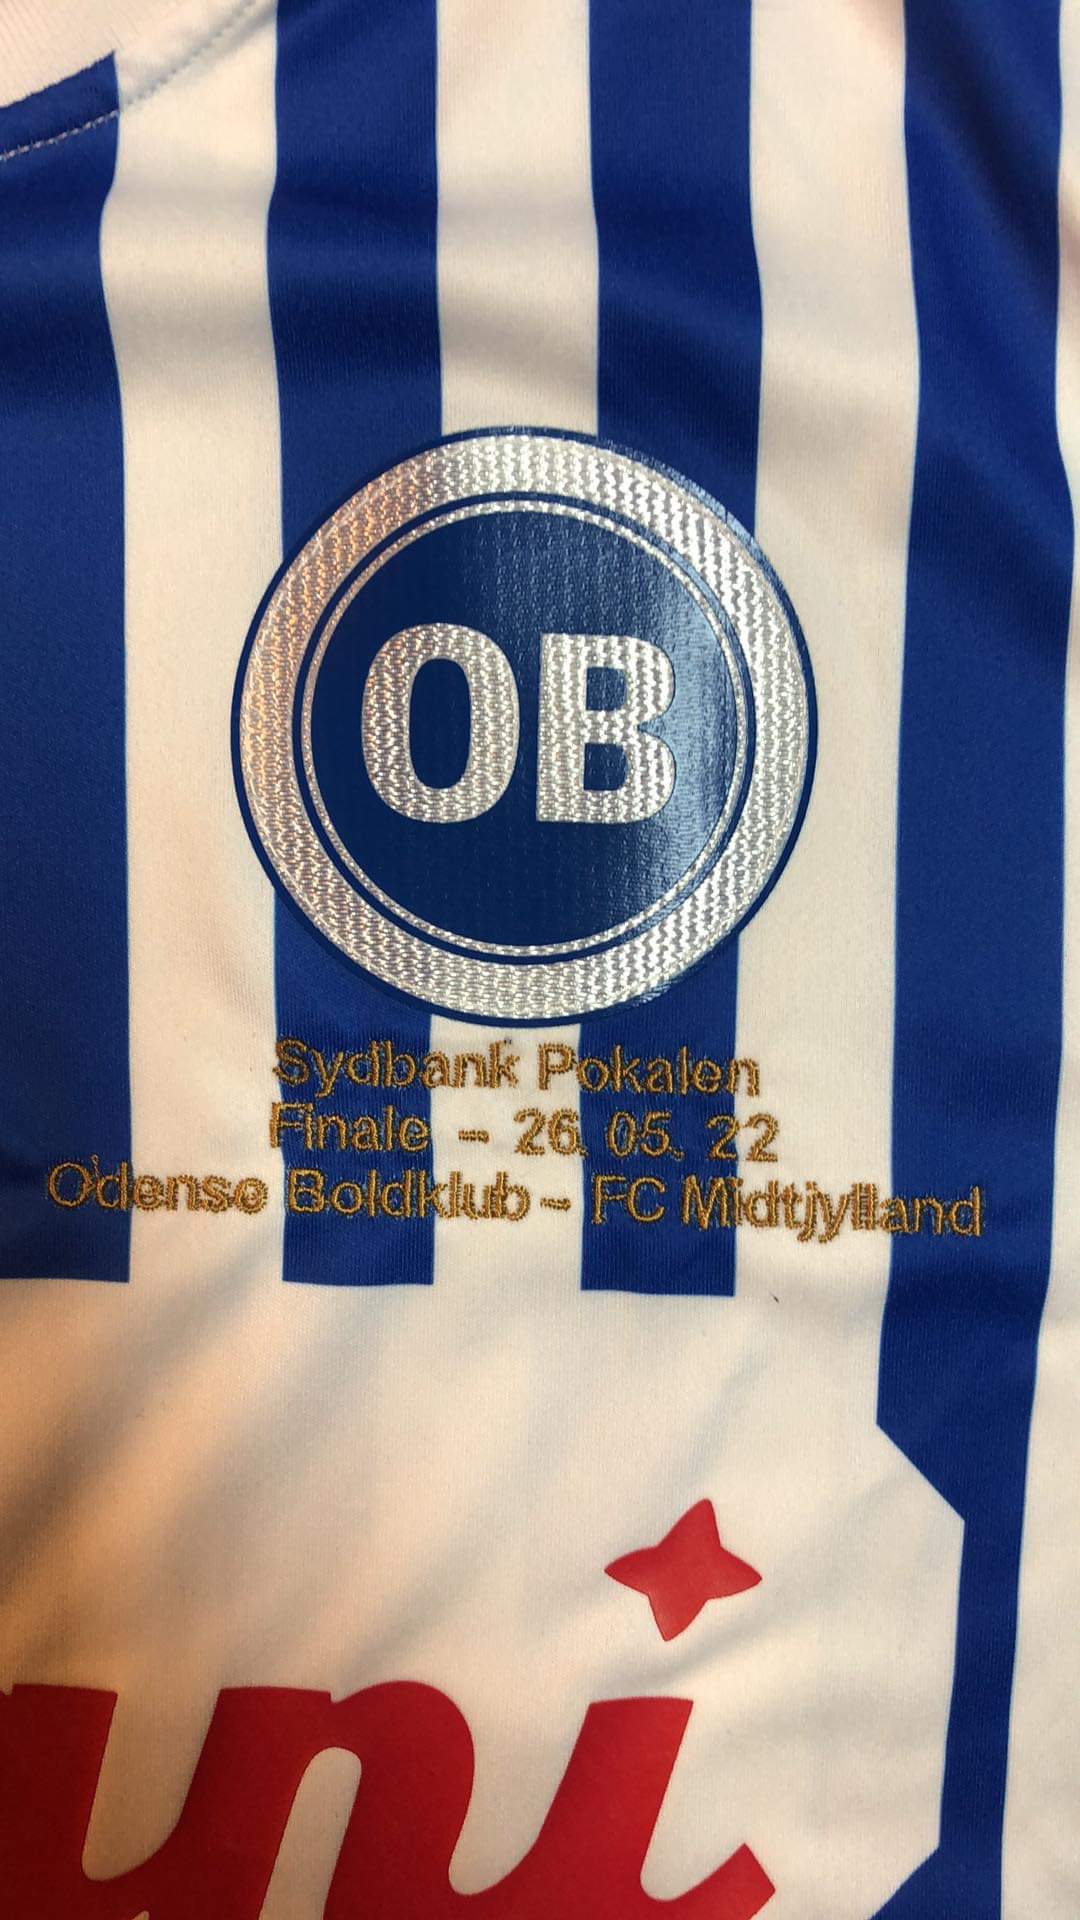 OB
Sydbank Pokalen
Finale - 26. 05. 22
Odense Boldklub - FC Midtjylland